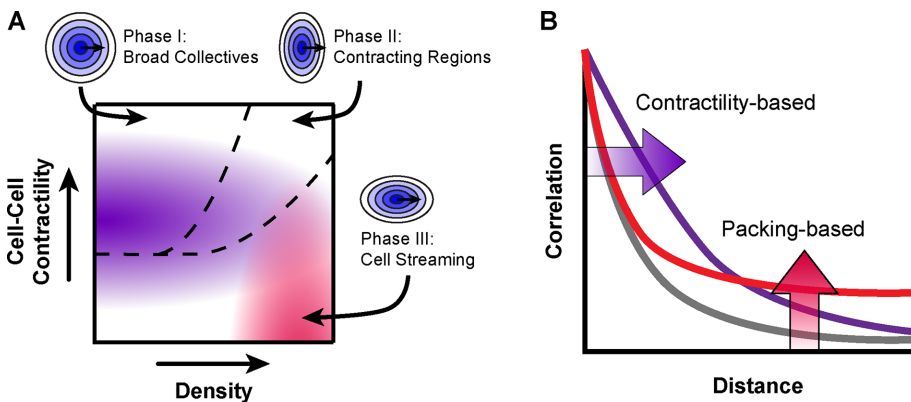 A
Phase I:
Broad Collectives
Phase II:
Contracting Regions
Cell-Cell
Contractility
Phase III:
Cell Streaming
Density
B
Correlation
Contractility-based
Packing-based
Distance